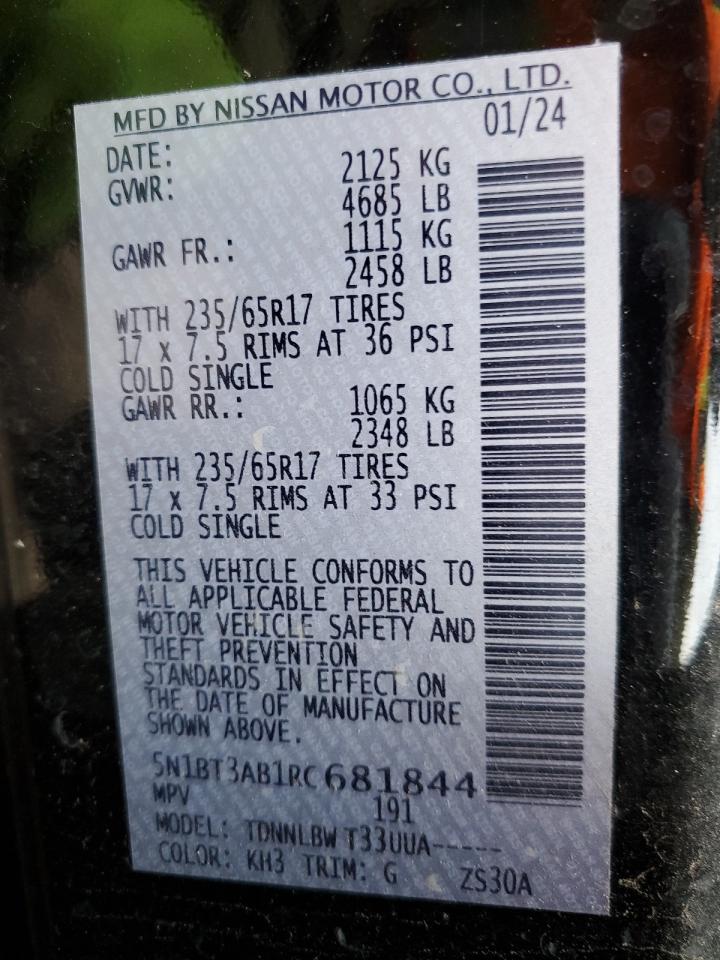 MFD BY NISSAN MOTOR CO., LTD.
DATE: 01/24
GVWR: 2125 KG
4685 LB
GAWR FR.: 1115 KG
2458 LB
WITH 235/65R17 TIRES
17 x 7.5 RIMS AT 36 PSI
COLD SINGLE
GAWR RR.: 1065 KG
2348 LB
WITH 235/65R17 TIRES
17 x 7.5 RIMS AT 33 PSI
COLD SINGLE
THIS VEHICLE CONFORMS TO
ALL APPLICABLE FEDERAL
MOTOR VEHICLE SAFETY AND
THEFT PREVENTION
STANDARDS IN EFFECT ON
THE DATE OF MANUFACTURE
SHOWN ABOVE.
5N1BT3AB1RC681844
MPV 191
MODEL: TDNNLBW T33UUA-----
COLOR: KH3 TRIM: G ZS30A